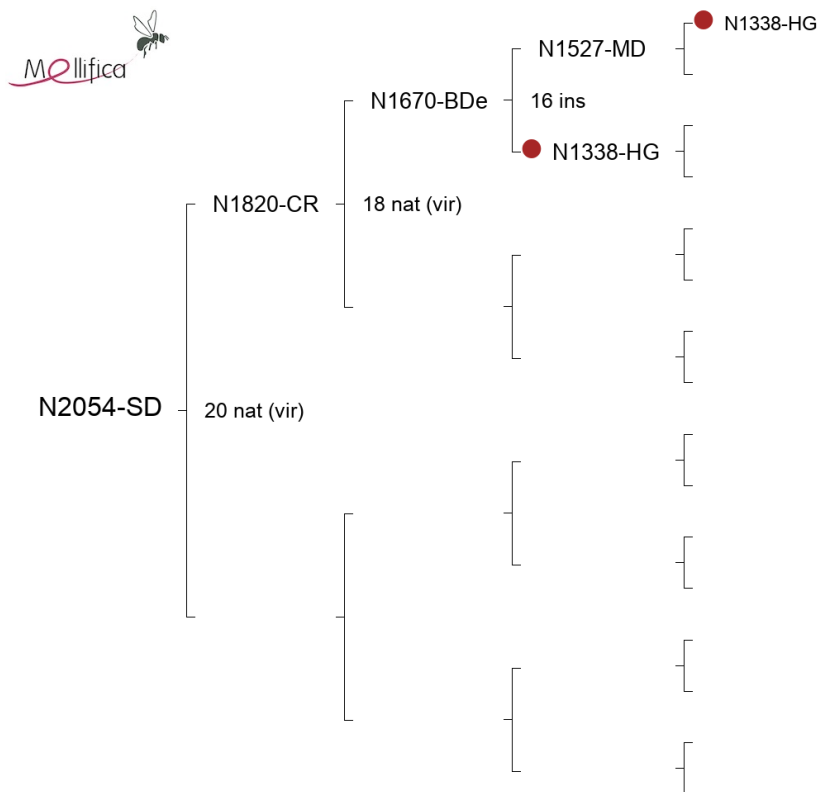 Mellifica
N1338-HG
N1527-MD
N1670-BDe
16 ins
N1338-HG
N1820-CR
18 nat (vir)
N2054-SD
20 nat (vir)